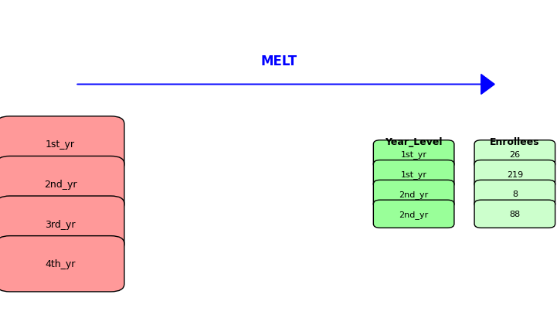 MELT
1st_yr
2nd_yr
3rd_yr
4th_yr
Year_Level Enrollees
1st_yr 26
1st_yr 219
2nd_yr 8
2nd_yr 88